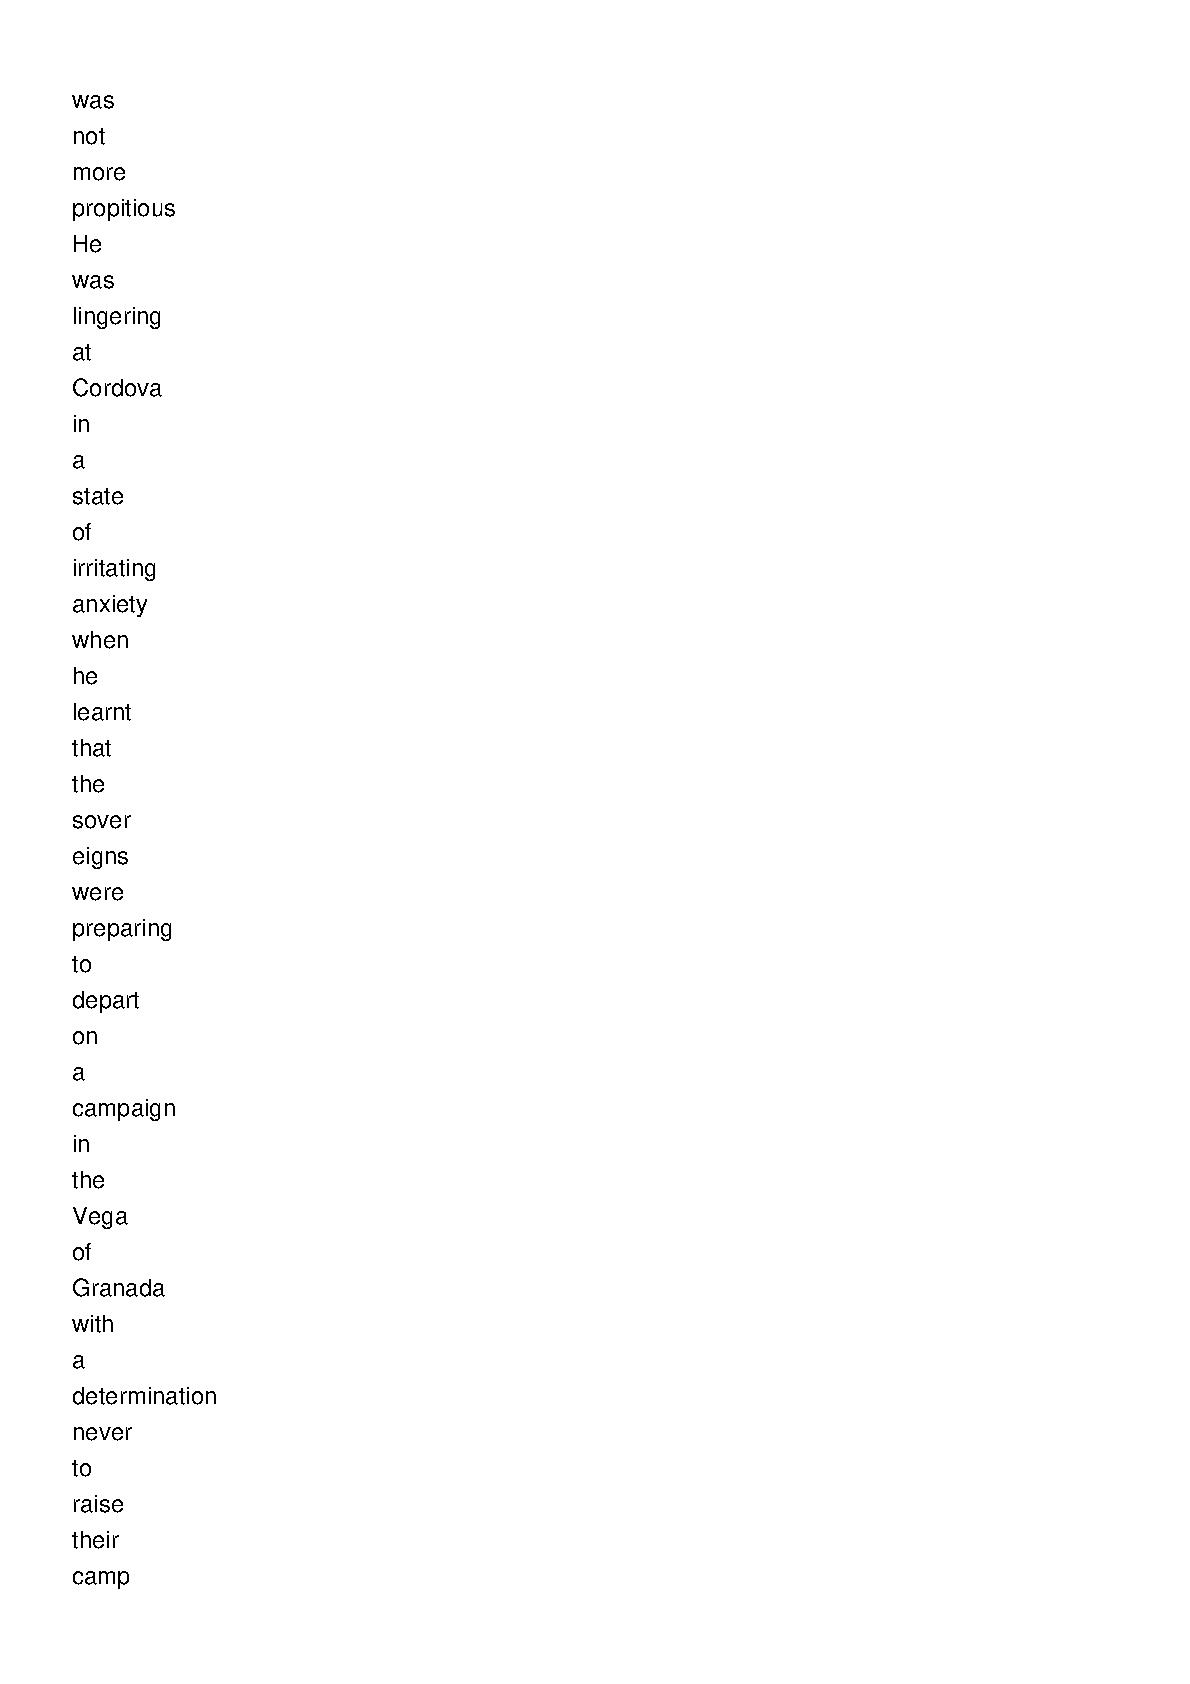 was
not
more
propitious
He
was
lingering
at
Cordova
in
a
state
of
irritating
anxiety
when
he
learnt
that
the
sover
eigns
were
preparing
to
depart
on
a
campaign
in
the
Vega
of
Granada
with
a
determination
never
to
raise
their
camp